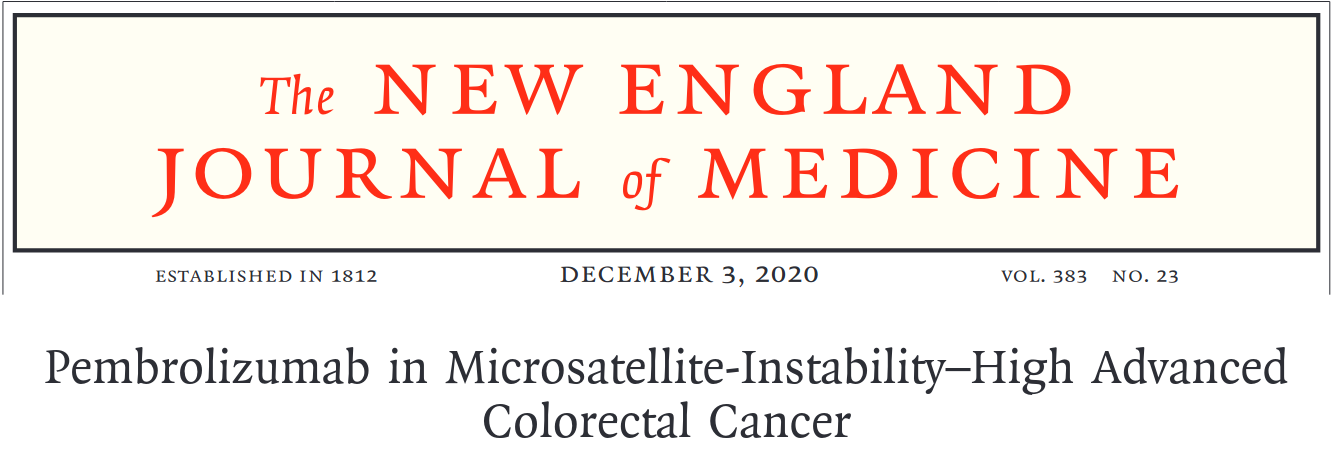 The NEW ENGLAND
JOURNAL of MEDICINE
ESTABLISHED IN 1812 DECEMBER 3, 2020 VOL. 383 NO. 23
Pembrolizumab in Microsatellite-Instability–High Advanced
Colorectal Cancer